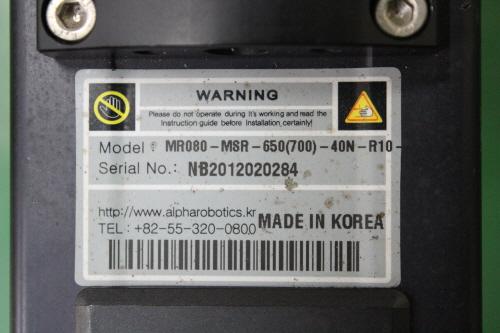 WARNING
Please do not operate during It's working and read the
Instruction guide before Installation certainly!
Model : MR080-MSR-650(700)-40N-R10-
Serial No.: NB2012020284
http://www.alpharobotics.kr
TEL : +82-55-320-0800
MADE IN KOREA